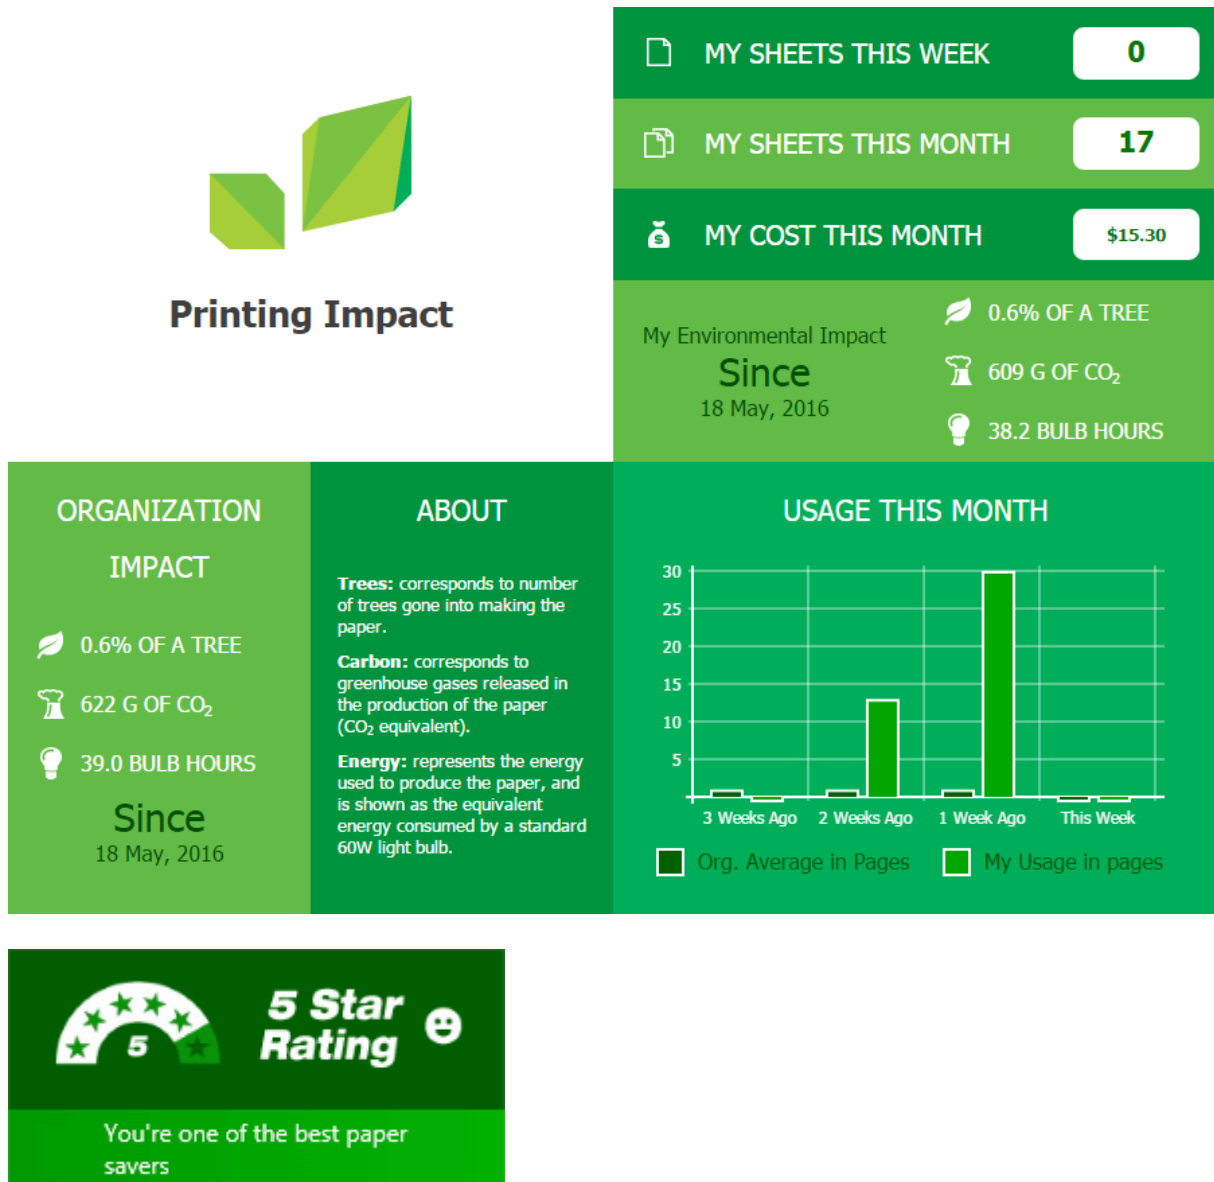 Printing Impact
MY SHEETS THIS WEEK
0
MY SHEETS THIS MONTH
17
MY COST THIS MONTH
$15.30
My Environmental Impact
Since
18 May, 2016
0.6% OF A TREE
609 G OF CO₂
38.2 BULB HOURS
ORGANIZATION
IMPACT
0.6% OF A TREE
622 G OF CO₂
39.0 BULB HOURS
Since
18 May, 2016
ABOUT
Trees: corresponds to number
of trees gone into making the
paper.
Carbon: corresponds to
greenhouse gases released in
the production of the paper
(CO₂ equivalent).
Energy: represents the energy
used to produce the paper, and
is shown as the equivalent
energy consumed by a standard
60W light bulb.
USAGE THIS MONTH
30
25
20
15
10
5
3 Weeks Ago
2 Weeks Ago
1 Week Ago
This Week
Org. Average in Pages
My Usage in pages
5
5 Star
Rating
You're one of the best paper
savers